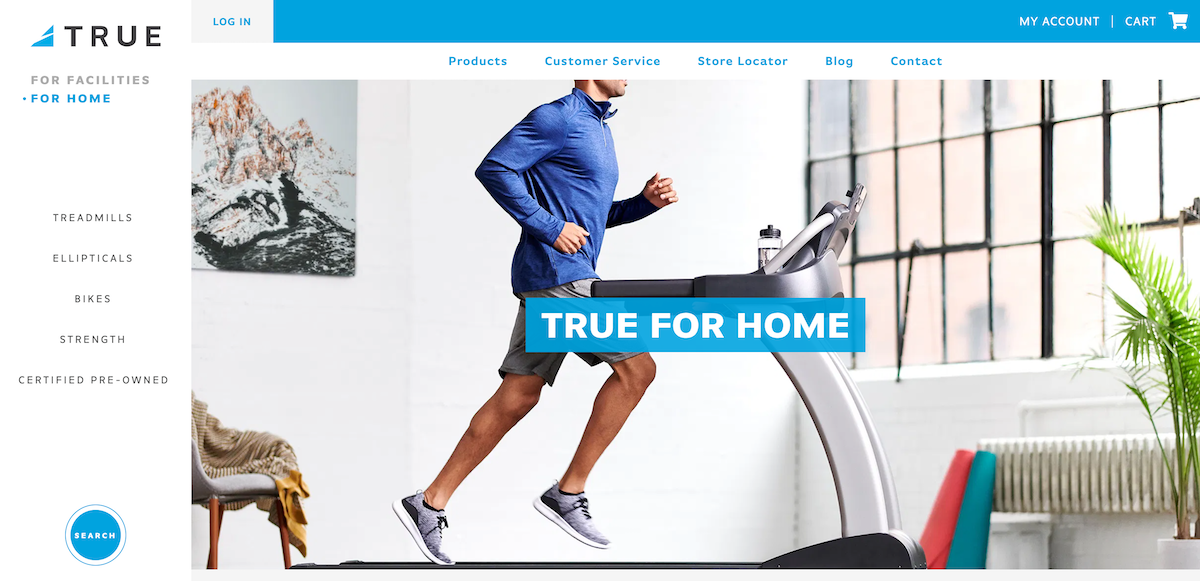 TRUE
FOR FACILITIES
• FOR HOME
TREADMILLS
ELLIPTICALS
BIKES
STRENGTH
CERTIFIED PRE-OWNED
SEARCH
LOG IN
MY ACCOUNT | CART
Products Customer Service Store Locator Blog Contact
TRUE FOR HOME